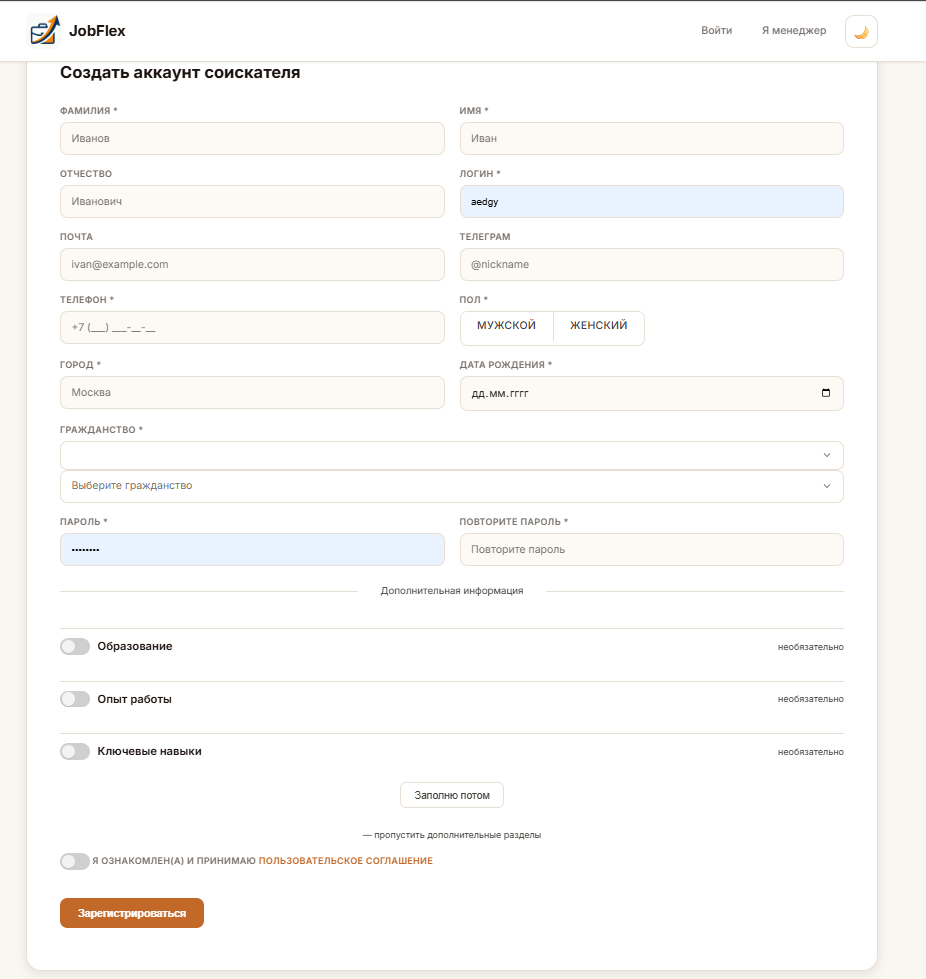 JobFlex
Войти Я менеджер
Создать аккаунт соискателя
ФАМИЛИЯ * ИМЯ *
Иванов Иван
ОТЧЕСТВО ЛОГИН *
Иванович aedgy
ПОЧТА ТЕЛЕГРАМ
ivan@example.com @nickname
ТЕЛЕФОН * ПОЛ *
+7 (___) ___-__-__ МУЖСКОЙ ЖЕНСКИЙ
ГОРОД * ДАТА РОЖДЕНИЯ *
Москва дд.мм.гггг
ГРАЖДАНСТВО *
Выберите гражданство
ПАРОЛЬ * ПОВТОРИТЕ ПАРОЛЬ *
•••••••• Повторите пароль
Дополнительная информация
Образование необязательно
Опыт работы необязательно
Ключевые навыки необязательно
Заполню потом
— пропустить дополнительные разделы
Я ОЗНАКОМЛЕН(А) И ПРИНИМАЮ ПОЛЬЗОВАТЕЛЬСКОЕ СОГЛАШЕНИЕ
Зарегистрироваться